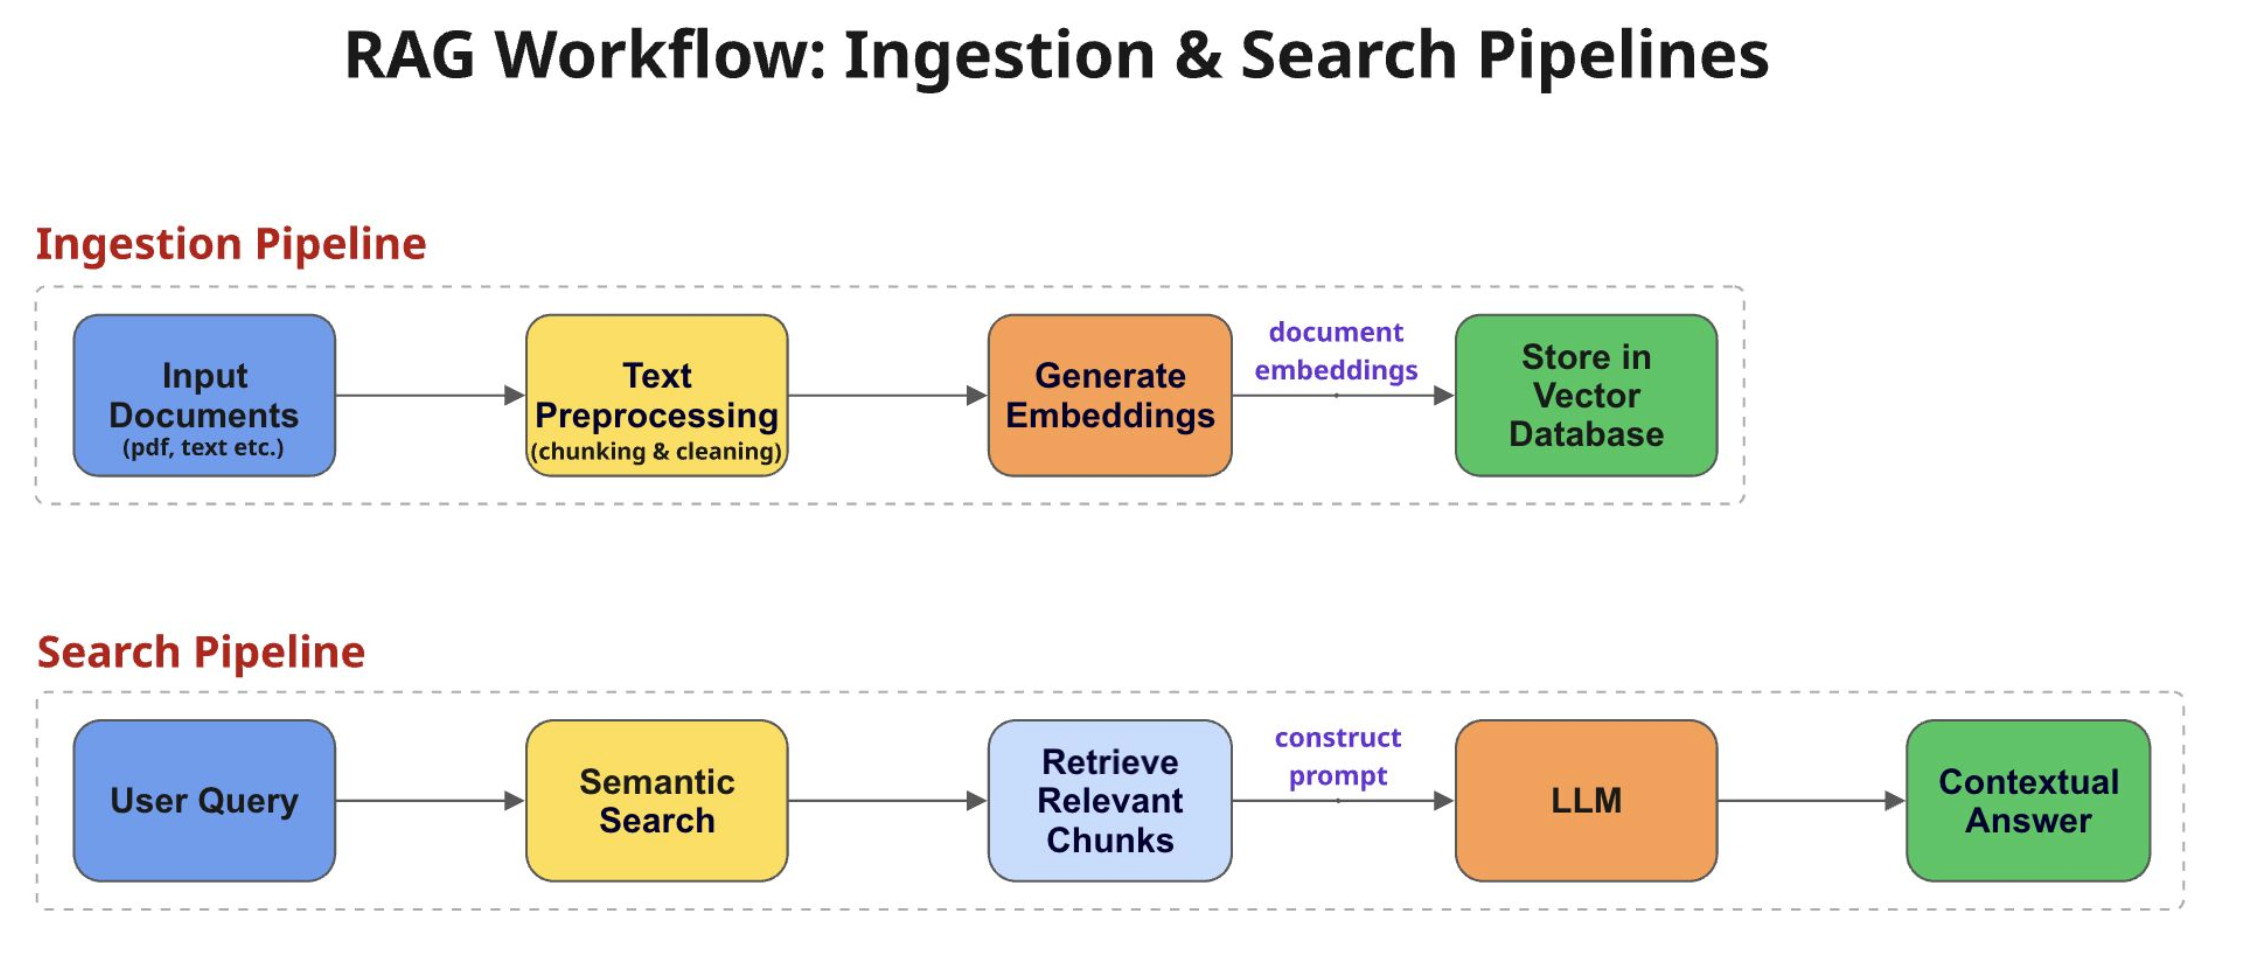 RAG Workflow: Ingestion & Search Pipelines
Ingestion Pipeline
Input
Documents
(pdf, text etc.)
Text
Preprocessing
(chunking & cleaning)
Generate
Embeddings
document
embeddings
Store in
Vector
Database
Search Pipeline
User Query
Semantic
Search
Retrieve
Relevant
Chunks
construct
prompt
LLM
Contextual
Answer